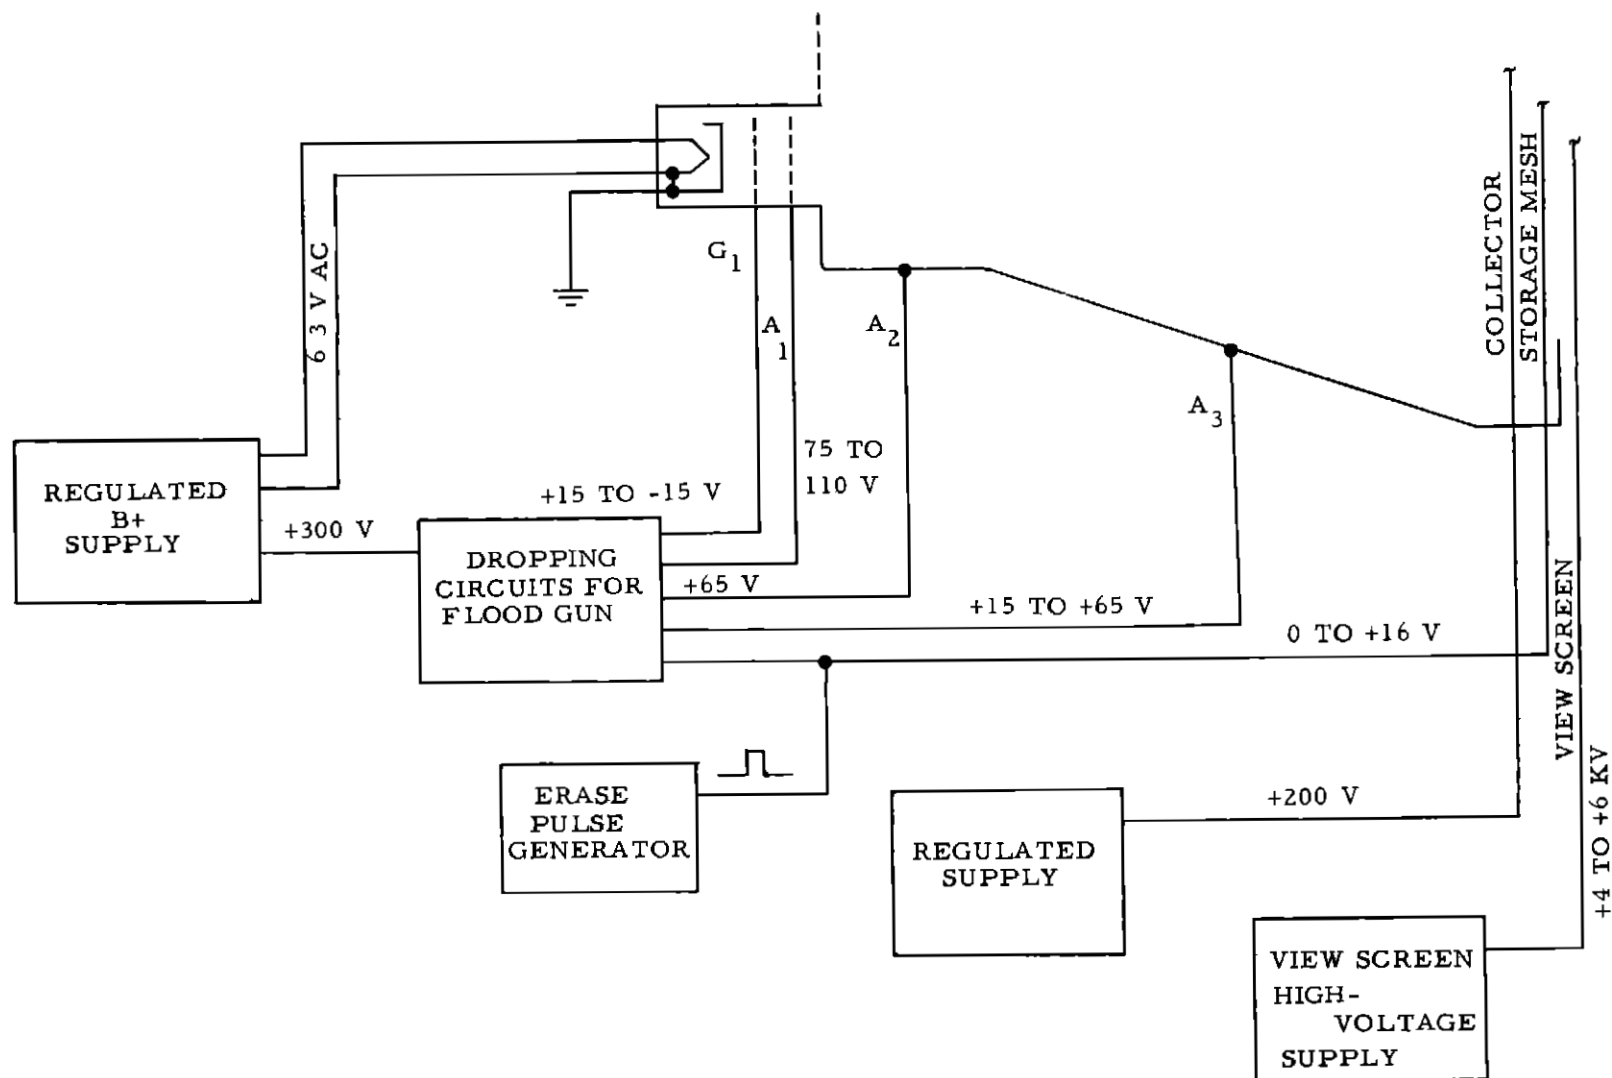 G1
A
1
A2
A3
6 3 V AC
COLLECTOR
STORAGE MESH
REGULATED
B+
SUPPLY
+300 V
+15 TO -15 V
75 TO
110 V
DROPPING
CIRCUITS FOR
FLOOD GUN
+65 V
+15 TO +65 V
0 TO +16 V
VIEW SCREEN
+4 TO +6 KV
ERASE
PULSE
GENERATOR
REGULATED
SUPPLY
+200 V
VIEW SCREEN
HIGH-
VOLTAGE
SUPPLY